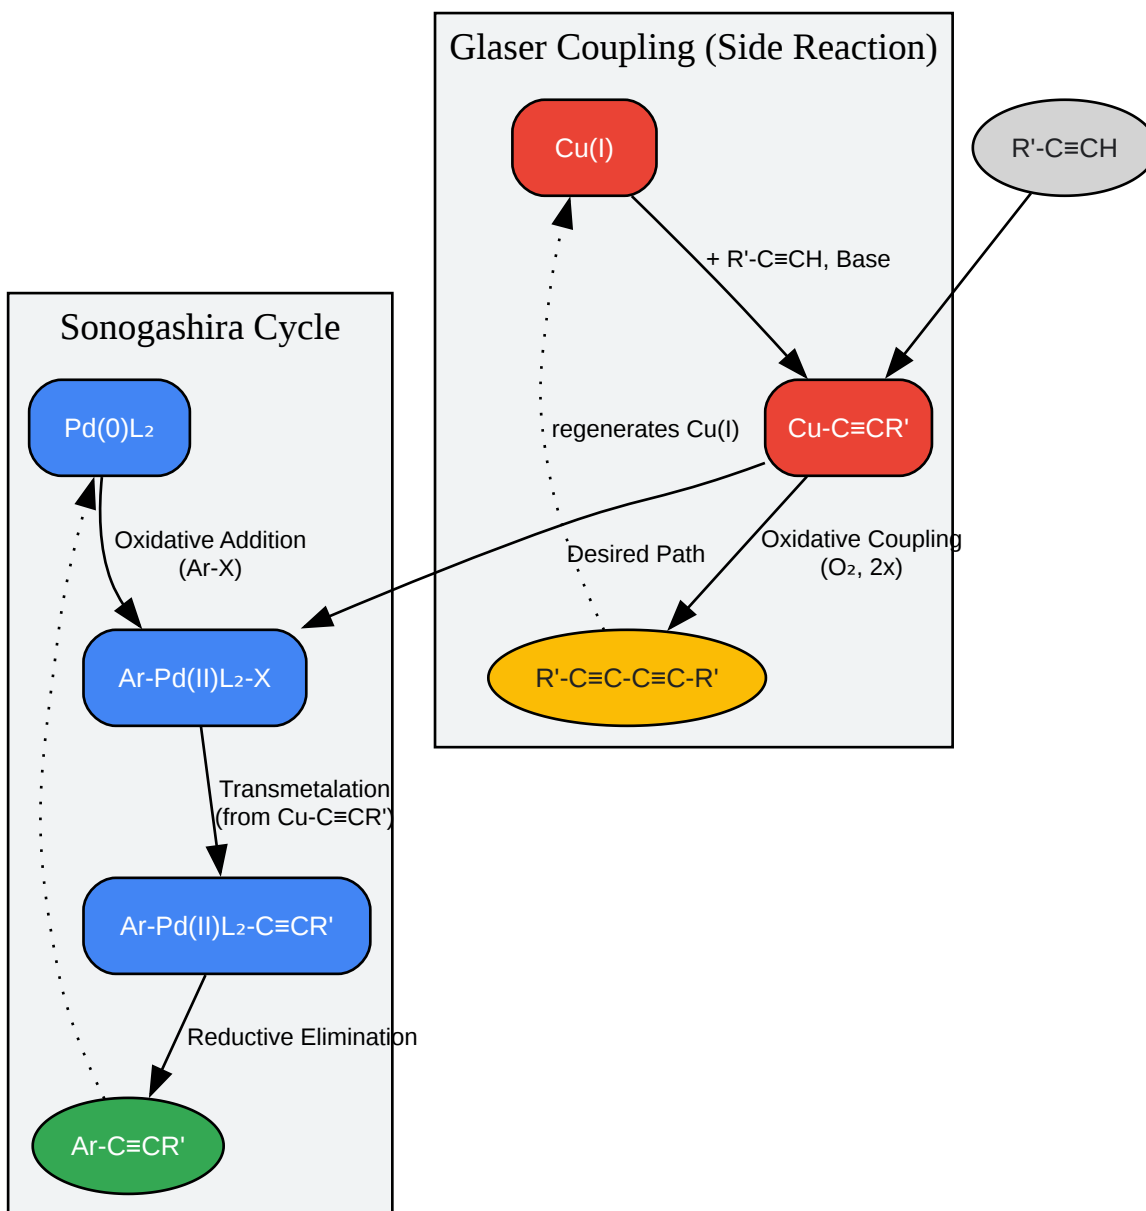 Glaser Coupling (Side Reaction)
Cu(I)
R'-C≡CH
+ R'-C≡CH, Base
Sonogashira Cycle
Pd(0)L₂
regenerates Cu(I)
Cu-C≡CR'
Oxidative Addition
(Ar-X)
Desired Path
Oxidative Coupling
(O₂, 2x)
Ar-Pd(II)L₂-X
R'-C≡C-C≡C-R'
Transmetalation
(from Cu-C≡CR')
Ar-Pd(II)L₂-C≡CR'
Reductive Elimination
Ar-C≡CR'